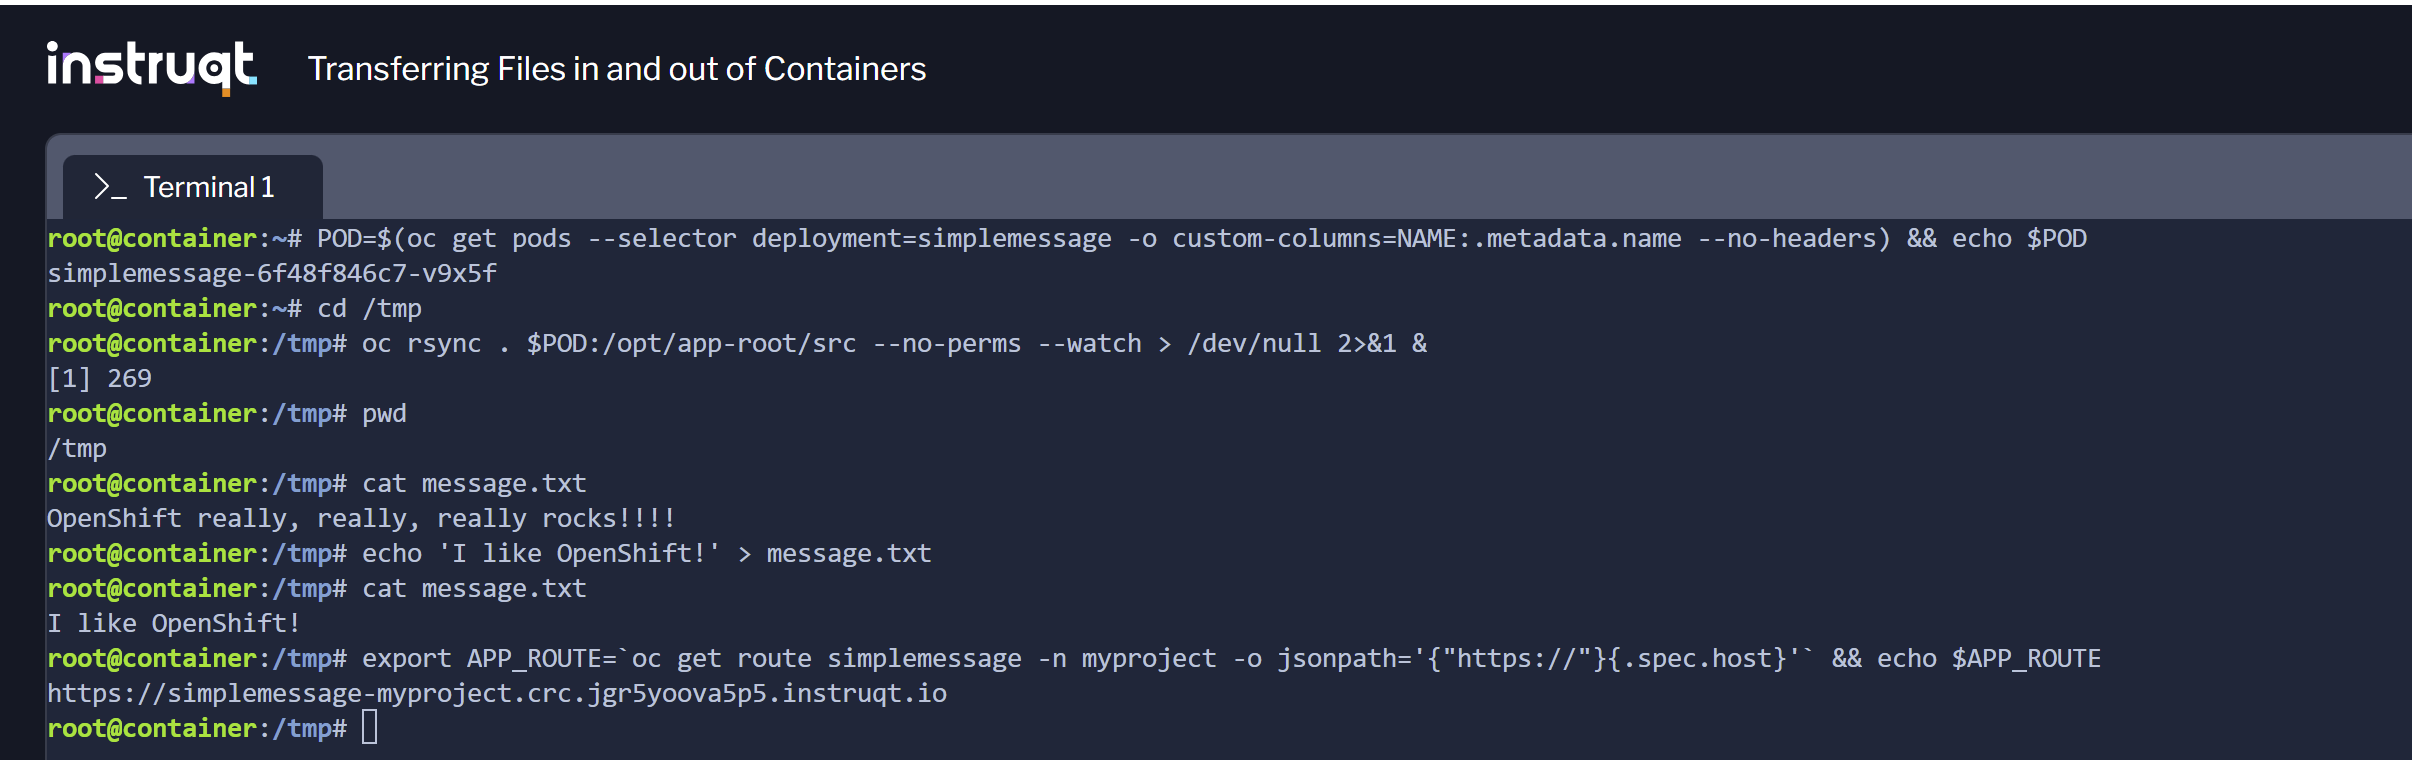 instruqt
Transferring Files in and out of Containers
>_ Terminal 1
root@container:~# POD=$(oc get pods --selector deployment=simplemessage -o custom-columns=NAME:.metadata.name --no-headers) && echo $POD
simplemessage-6f48f846c7-v9x5f
root@container:~# cd /tmp
root@container:/tmp# oc rsync . $POD:/opt/app-root/src --no-perms --watch > /dev/null 2>&1 &
[1] 269
root@container:/tmp# pwd
/tmp
root@container:/tmp# cat message.txt
OpenShift really, really, really rocks!!!!
root@container:/tmp# echo 'I like OpenShift!' > message.txt
root@container:/tmp# cat message.txt
I like OpenShift!
root@container:/tmp# export APP_ROUTE=`oc get route simplemessage -n myproject -o jsonpath='{"https://"}{.spec.host}'` && echo $APP_ROUTE
https://simplemessage-myproject.crc.jgr5yoova5p5.instruqt.io
root@container:/tmp#